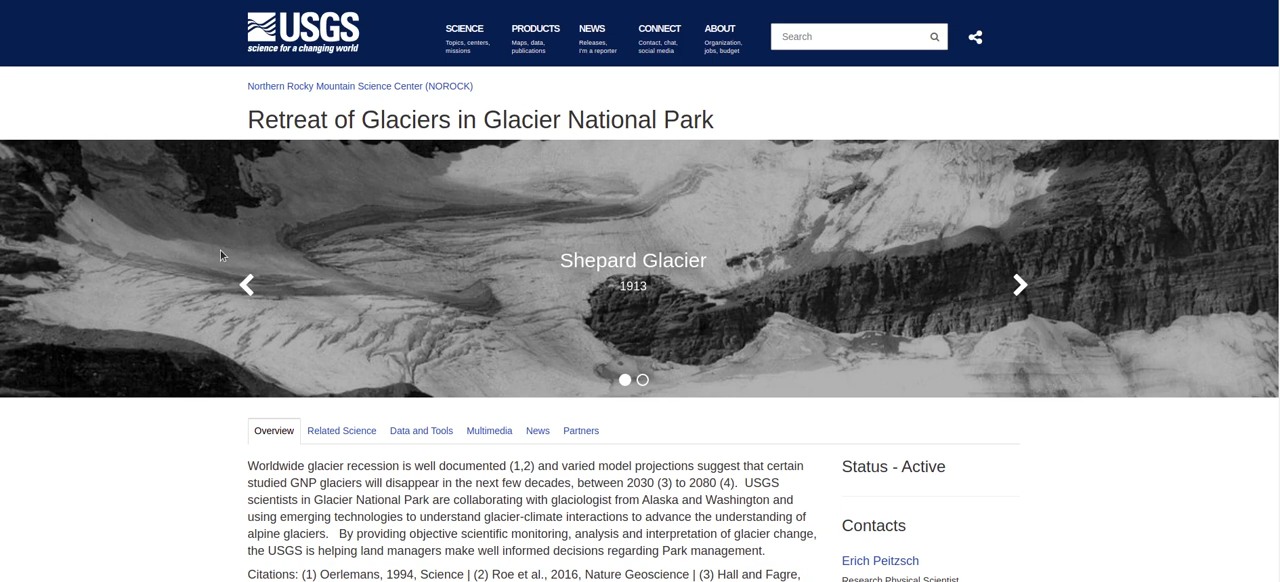 USGS
science for a changing world
SCIENCE
Topics, centers,
missions
PRODUCTS
Maps, data,
publications
NEWS
Releases,
I'm a reporter
CONNECT
Contact, chat,
social media
ABOUT
Organization,
jobs, budget
Search
Northern Rocky Mountain Science Center (NOROCK)
Retreat of Glaciers in Glacier National Park
Shepard Glacier
1913
Overview Related Science Data and Tools Multimedia News Partners
Worldwide glacier recession is well documented (1,2) and varied model projections suggest that certain
studied GNP glaciers will disappear in the next few decades, between 2030 (3) to 2080 (4).  USGS
scientists in Glacier National Park are collaborating with glaciologist from Alaska and Washington and
using emerging technologies to understand glacier-climate interactions to advance the understanding of
alpine glaciers.   By providing objective scientific monitoring, analysis and interpretation of glacier change,
the USGS is helping land managers make well informed decisions regarding Park management.
Citations: (1) Oerlemans, 1994, Science | (2) Roe et al., 2016, Nature Geoscience | (3) Hall and Fagre,
Status - Active
Contacts
Erich Peitzsch
Research Physical Scientist